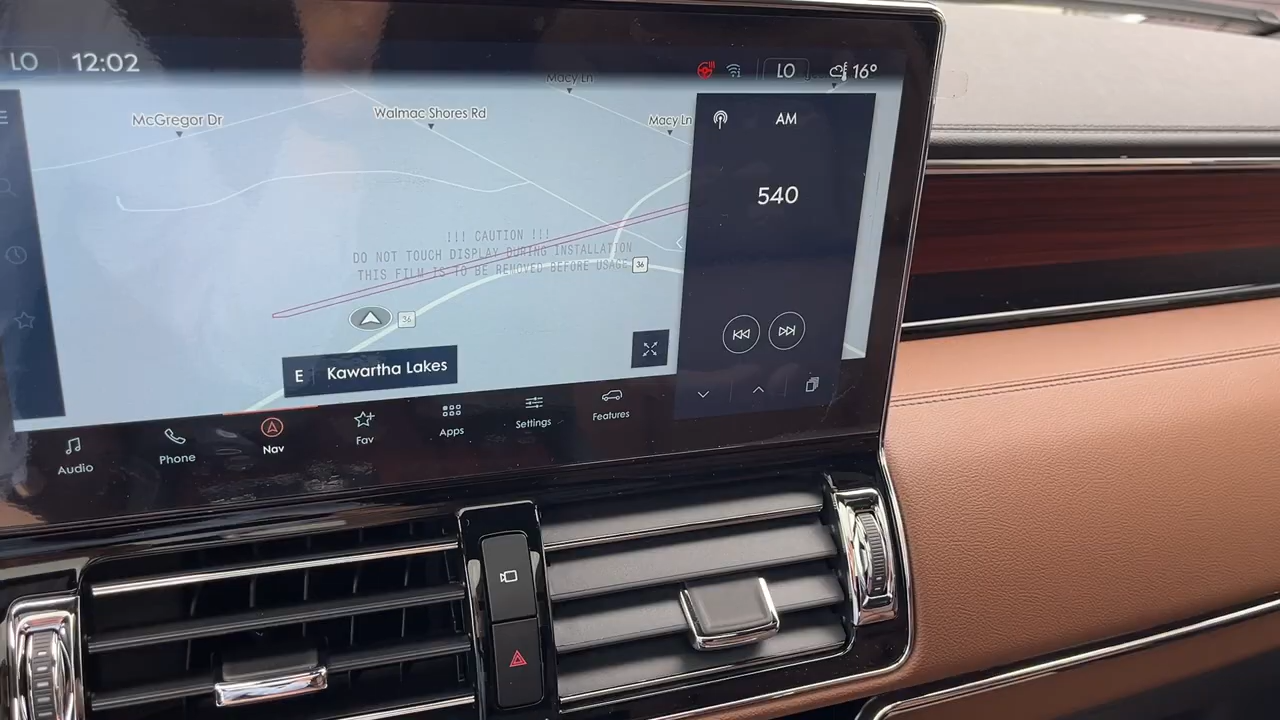 LO 12:02 LO 16°
Macy Ln
McGregor Dr
Walmac Shores Rd
Macy Ln
AM
540
!!! CAUTION !!!
DO NOT TOUCH DISPLAY DURING INSTALLATION
THIS FILM IS TO BE REMOVED BEFORE USAGE
36
36
E Kawartha Lakes
Audio
Phone
Nav
Fav
Apps
Settings
Features